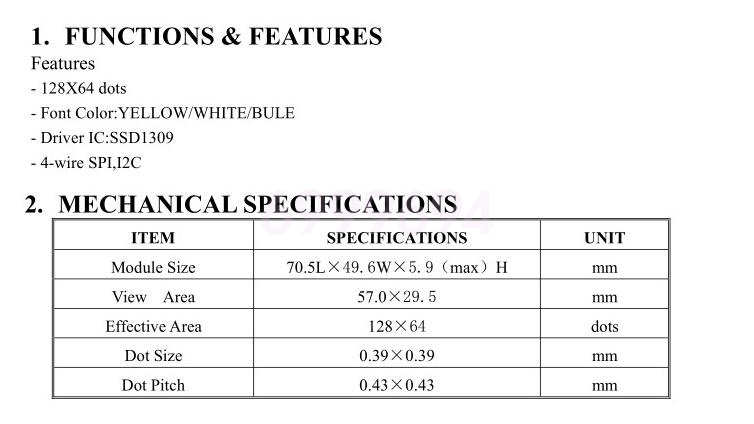 1. FUNCTIONS & FEATURES
Features
- 128X64 dots
- Font Color:YELLOW/WHITE/BULE
- Driver IC:SSD1309
- 4-wire SPI,I2C
2. MECHANICAL SPECIFICATIONS
ITEM SPECIFICATIONS UNIT
Module Size 70.5L×49.6W×5.9（max）H mm
View Area 57.0×29.5 mm
Effective Area 128×64 dots
Dot Size 0.39×0.39 mm
Dot Pitch 0.43×0.43 mm